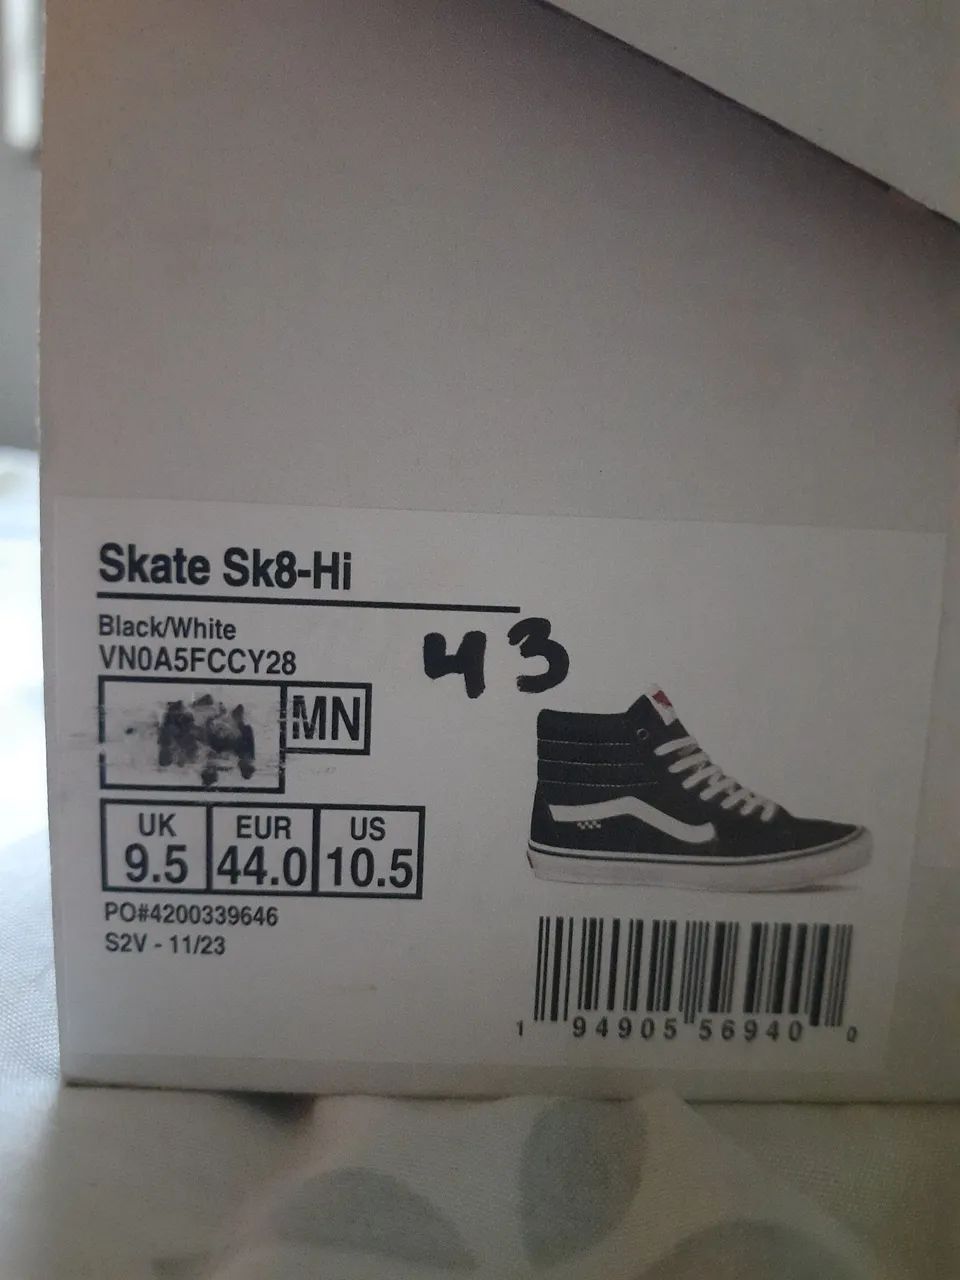 Skate Sk8-Hi
Black/White
VN0A5FCCY28
43
MN
UK EUR US
9.5 44.0 10.5
PO#4200339646
S2V - 11/23
1 94905 56940 0